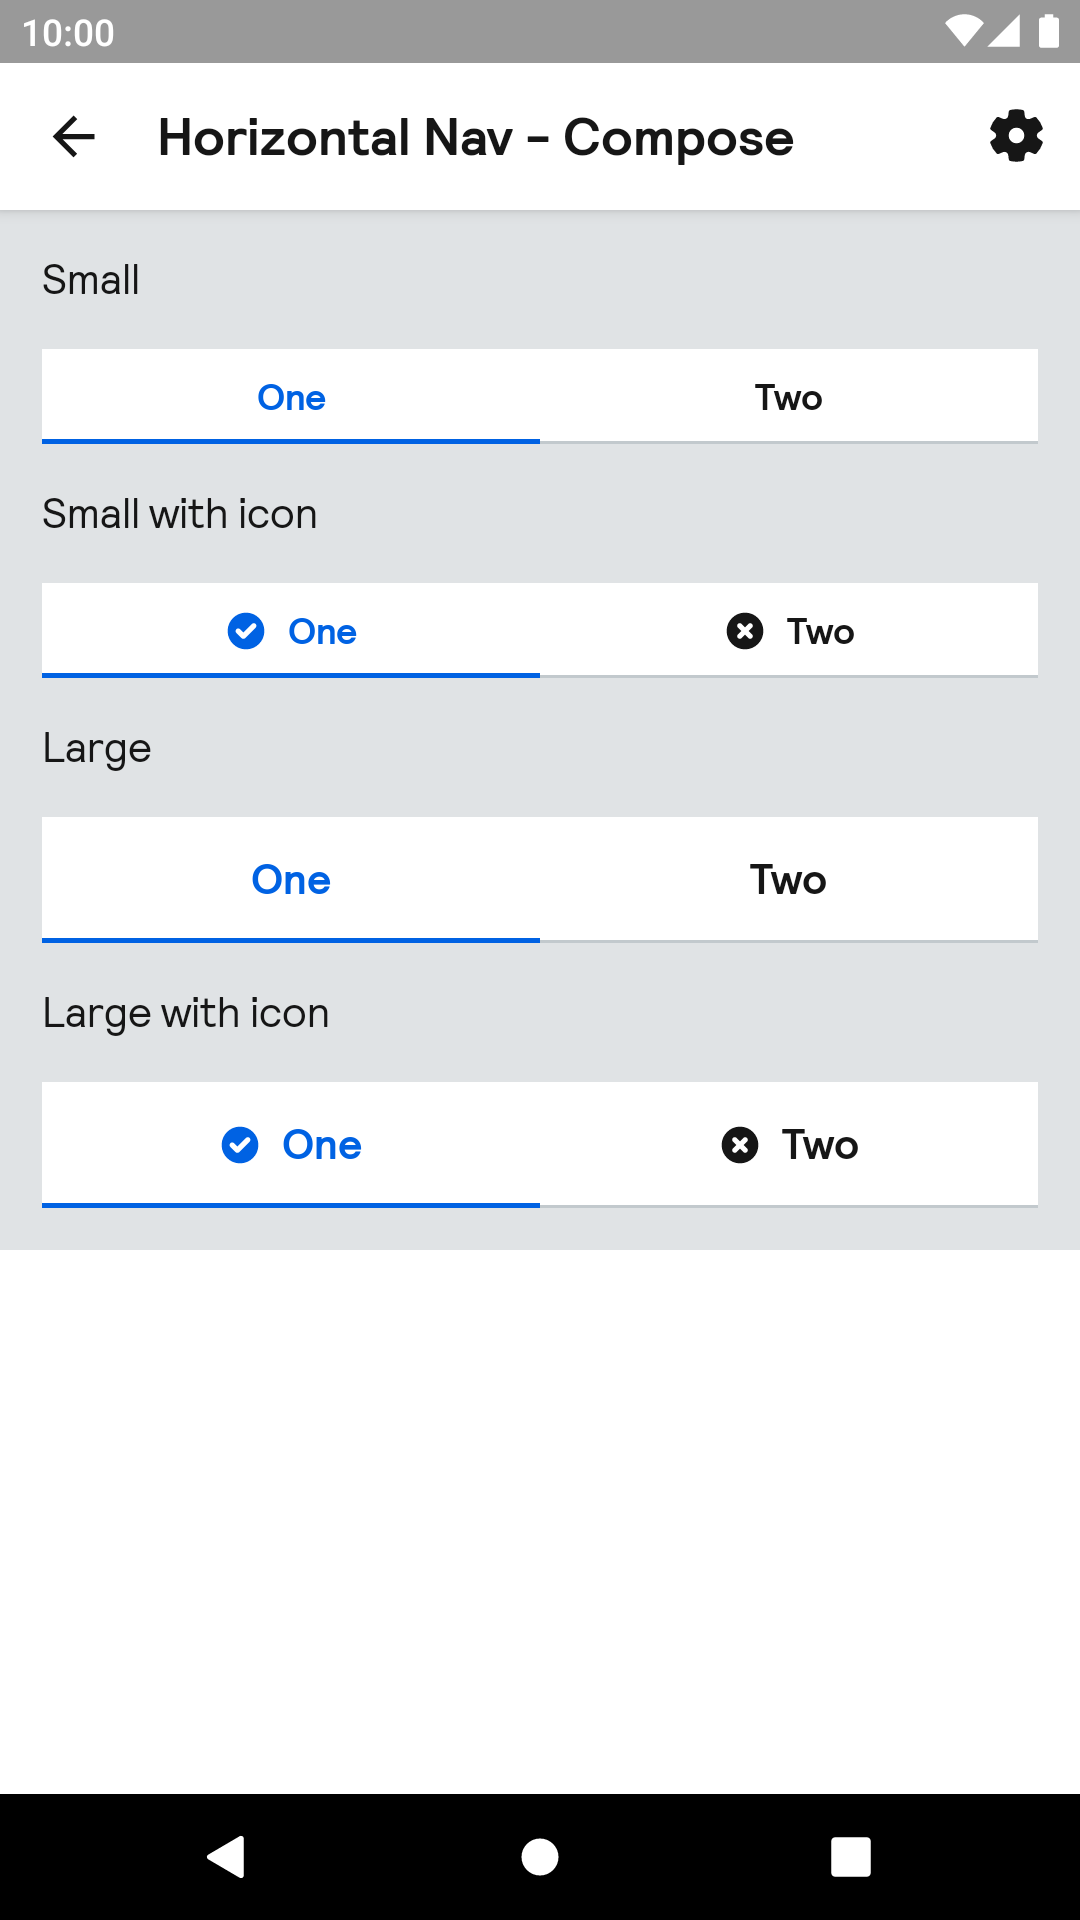 10:00
Horizontal Nav - Compose
Small
One Two
Small with icon
One Two
Large
One Two
Large with icon
One Two